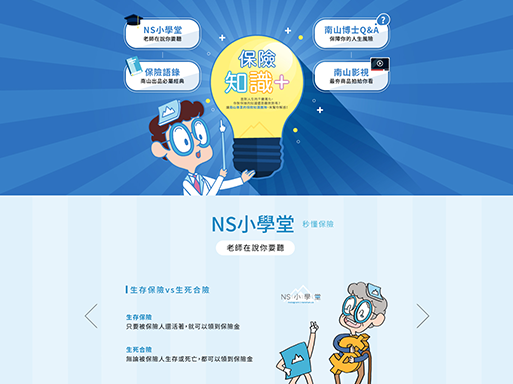 NS小學堂
老師在說你要聽
南山博士Q&A
保障你的人生風險
?
保險
知識+
保險語錄
南山出品必屬經典
南山影視
最夯商品拍給你看
NS小學堂 秒懂保險
老師在說你要聽
生存保險vs生死合險
生存保險
只要被保險人還活著,就可以領到保險金
生死合險
無論被保險人生存或死亡,都可以領到保險金
NS小學堂